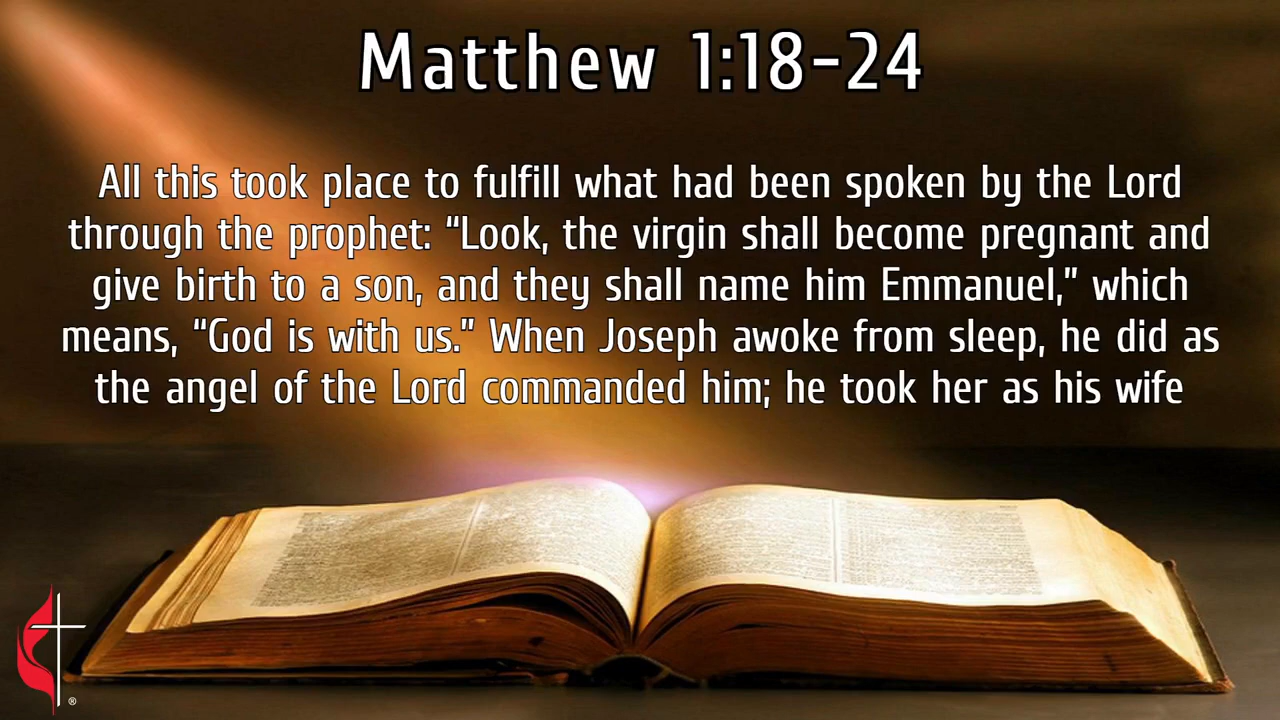 Matthew 1:18-24
All this took place to fulfill what had been spoken by the Lord
through the prophet: “Look, the virgin shall become pregnant and
give birth to a son, and they shall name him Emmanuel,” which
means, “God is with us.” When Joseph awoke from sleep, he did as
the angel of the Lord commanded him; he took her as his wife
®